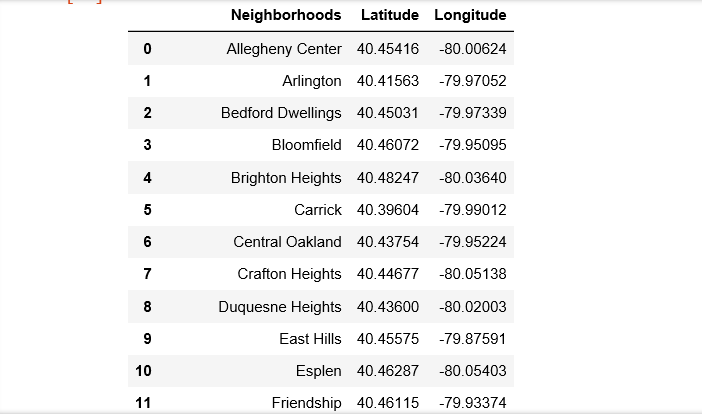 Neighborhoods Latitude Longitude
0 Allegheny Center 40.45416 -80.00624
1 Arlington 40.41563 -79.97052
2 Bedford Dwellings 40.45031 -79.97339
3 Bloomfield 40.46072 -79.95095
4 Brighton Heights 40.48247 -80.03640
5 Carrick 40.39604 -79.99012
6 Central Oakland 40.43754 -79.95224
7 Crafton Heights 40.44677 -80.05138
8 Duquesne Heights 40.43600 -80.02003
9 East Hills 40.45575 -79.87591
10 Esplen 40.46287 -80.05403
11 Friendship 40.46115 -79.93374